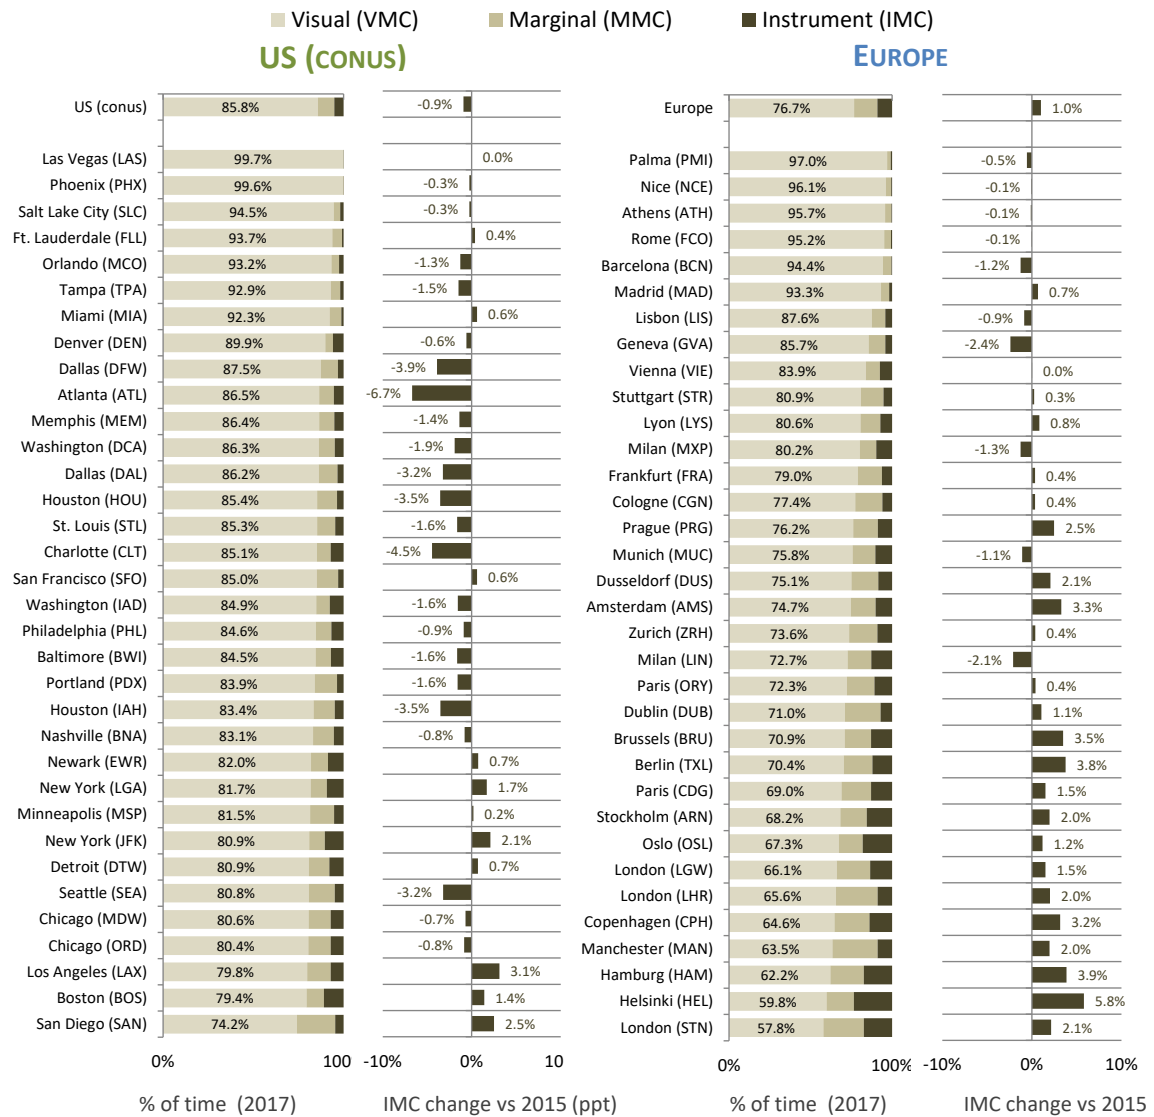 Visual (VMC) Marginal (MMC) Instrument (IMC)
US (CONUS) EUROPE
US (conus) 85.8% -0.9% Europe 76.7% 1.0%
Las Vegas (LAS) 99.7% 0.0% Palma (PMI) 97.0% -0.5%
Phoenix (PHX) 99.6% -0.3% Nice (NCE) 96.1% -0.1%
Salt Lake City (SLC) 94.5% -0.3% Athens (ATH) 95.7% -0.1%
Ft. Lauderdale (FLL) 93.7% 0.4% Rome (FCO) 95.2% -0.1%
Orlando (MCO) 93.2% -1.3% Barcelona (BCN) 94.4% -1.2%
Tampa (TPA) 92.9% -1.5% Madrid (MAD) 93.3% 0.7%
Miami (MIA) 92.3% 0.6% Lisbon (LIS) 87.6% -0.9%
Denver (DEN) 89.9% -0.6% Geneva (GVA) 85.7% -2.4%
Dallas (DFW) 87.5% -3.9% Vienna (VIE) 83.9% 0.0%
Atlanta (ATL) 86.5% -6.7% Stuttgart (STR) 80.9% 0.3%
Memphis (MEM) 86.4% -1.4% Lyon (LYS) 80.6% 0.8%
Washington (DCA) 86.3% -1.9% Milan (MXP) 80.2% -1.3%
Dallas (DAL) 86.2% -3.2% Frankfurt (FRA) 79.0% 0.4%
Houston (HOU) 85.4% -3.5% Cologne (CGN) 77.4% 0.4%
St. Louis (STL) 85.3% -1.6% Prague (PRG) 76.2% 2.5%
Charlotte (CLT) 85.1% -4.5% Munich (MUC) 75.8% -1.1%
San Francisco (SFO) 85.0% 0.6% Dusseldorf (DUS) 75.1% 2.1%
Washington (IAD) 84.9% -1.6% Amsterdam (AMS) 74.7% 3.3%
Philadelphia (PHL) 84.6% -0.9% Zurich (ZRH) 73.6% 0.4%
Baltimore (BWI) 84.5% -1.6% Milan (LIN) 72.7% -2.1%
Portland (PDX) 83.9% -1.6% Paris (ORY) 72.3% 0.4%
Houston (IAH) 83.4% -3.5% Dublin (DUB) 71.0% 1.1%
Nashville (BNA) 83.1% -0.8% Brussels (BRU) 70.9% 3.5%
Newark (EWR) 82.0% 0.7% Berlin (TXL) 70.4% 3.8%
New York (LGA) 81.7% 1.7% Paris (CDG) 69.0% 1.5%
Minneapolis (MSP) 81.5% 0.2% Stockholm (ARN) 68.2% 2.0%
New York (JFK) 80.9% 2.1% Oslo (OSL) 67.3% 1.2%
Detroit (DTW) 80.9% 0.7% London (LGW) 66.1% 1.5%
Seattle (SEA) 80.8% -3.2% London (LHR) 65.6% 2.0%
Chicago (MDW) 80.6% -0.7% Copenhagen (CPH) 64.6% 3.2%
Chicago (ORD) 80.4% -0.8% Manchester (MAN) 63.5% 2.0%
Los Angeles (LAX) 79.8% 3.1% Hamburg (HAM) 62.2% 3.9%
Boston (BOS) 79.4% 1.4% Helsinki (HEL) 59.8% 5.8%
San Diego (SAN) 74.2% 2.5% London (STN) 57.8% 2.1%
0% 100 -10% 0% 10 0% 100% -10% 0% 10%
% of time (2017) IMC change vs 2015 (ppt) % of time (2017) IMC change vs 2015